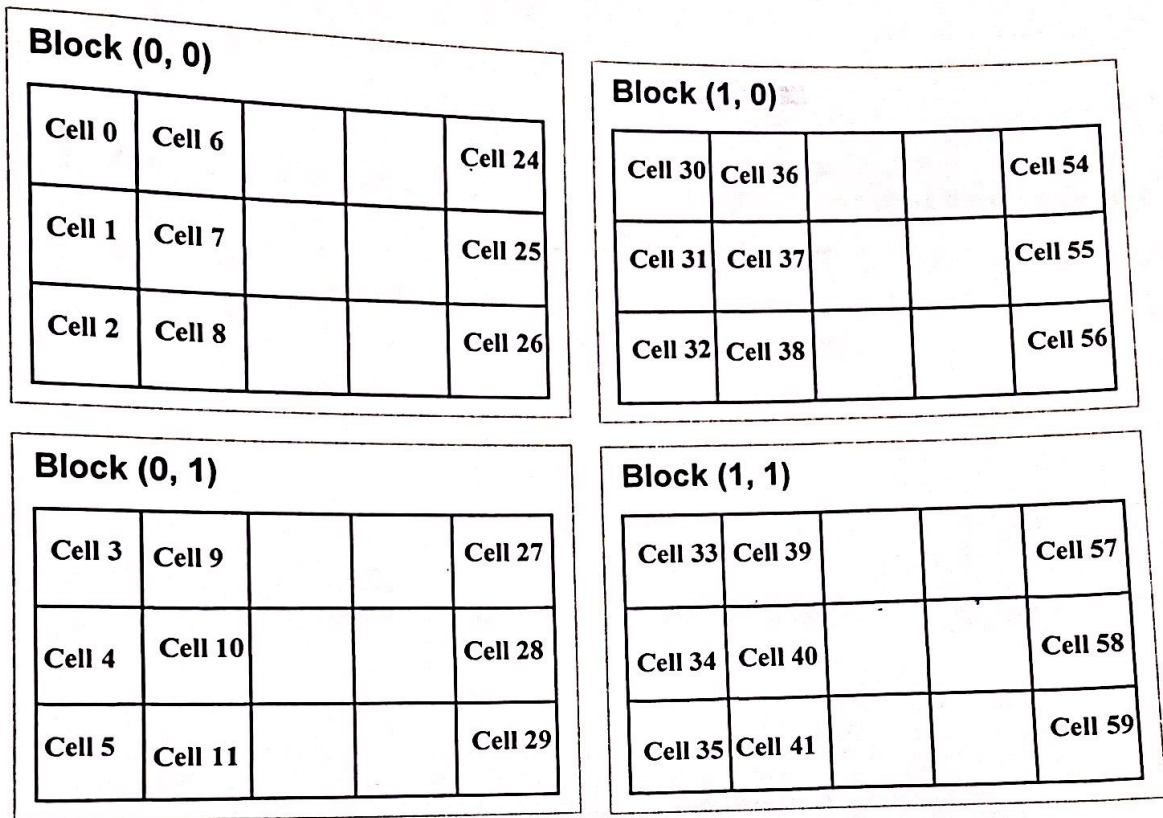 Block (0, 0)
Cell 0 Cell 6 Cell 24
Cell 1 Cell 7 Cell 25
Cell 2 Cell 8 Cell 26
Block (1, 0)
Cell 30 Cell 36 Cell 54
Cell 31 Cell 37 Cell 55
Cell 32 Cell 38 Cell 56
Block (0, 1)
Cell 3 Cell 9 Cell 27
Cell 4 Cell 10 Cell 28
Cell 5 Cell 11 Cell 29
Block (1, 1)
Cell 33 Cell 39 Cell 57
Cell 34 Cell 40 Cell 58
Cell 35 Cell 41 Cell 59